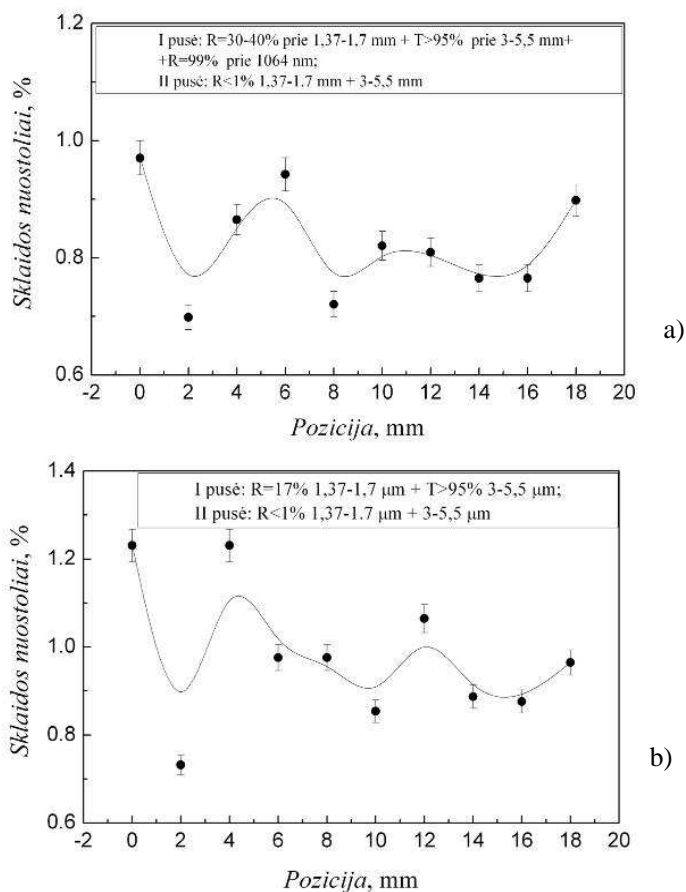 1.2
1.0
0.8
0.6
Sklaidos nuostoliai, %
I pusė: R=30-40% prie 1,37-1,7 mm + T>95% prie 3-5,5 mm+
+R=99% prie 1064 nm;
II pusė: R<1% 1,37-1.7 mm + 3-5,5 mm
-2 0 2 4 6 8 10 12 14 16 18 20
Pozicija, mm
a)
1.4
1.2
1.0
0.8
0.6
Sklaidos nuostoliai, %
I pusė: R=17% 1,37-1,7 μm + T>95% 3-5,5 μm;
II pusė: R<1% 1,37-1.7 μm + 3-5,5 μm
-2 0 2 4 6 8 10 12 14 16 18 20
Pozicija, mm
b)